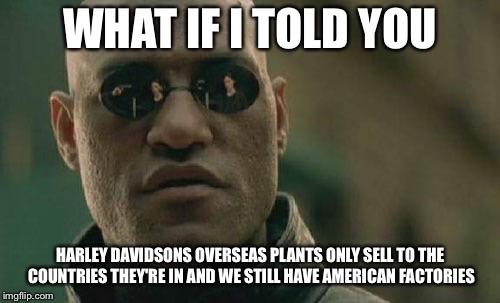 WHAT IF I TOLD YOU
HARLEY DAVIDSONS OVERSEAS PLANTS ONLY SELL TO THE
COUNTRIES THEY'RE IN AND WE STILL HAVE AMERICAN FACTORIES
imgflip.com